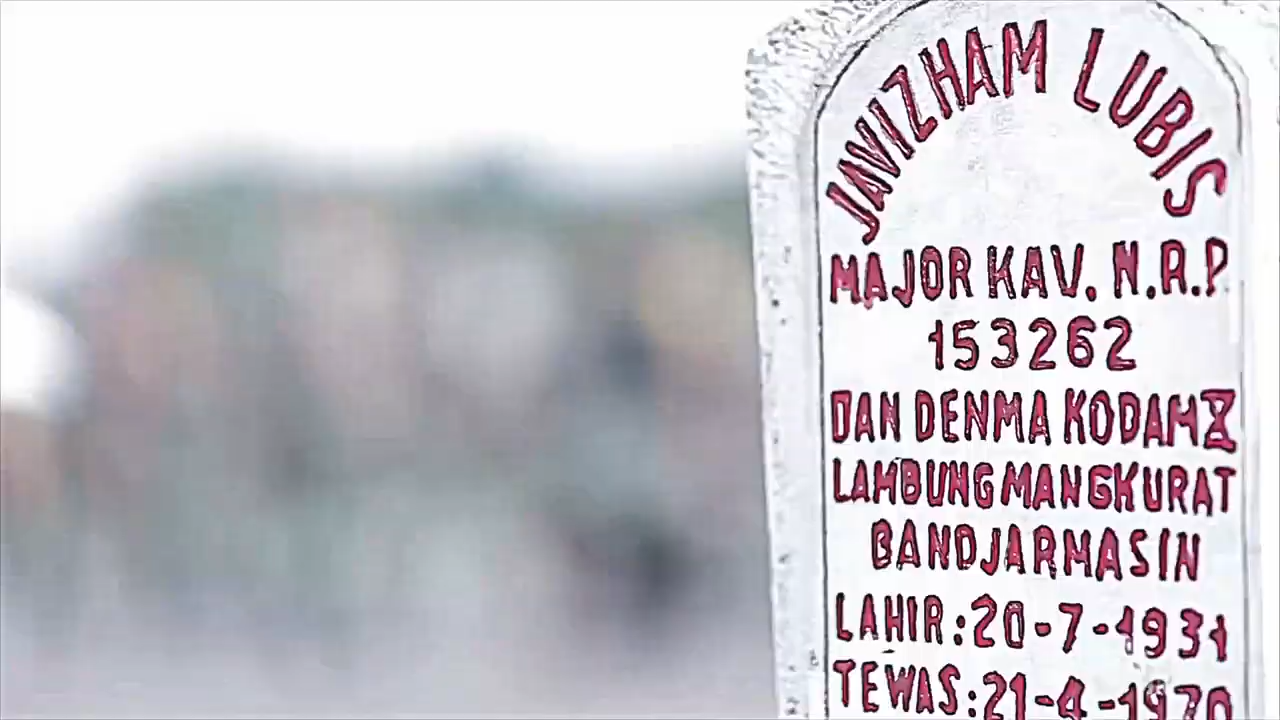 JAVIZHAM LUBIS
MAJOR KAV. N.R.P
153262
DAN DENMA KODAM X
LAMBUNG MANGKURAT
BANDJARMASIN
LAHIR : 20-7-1931
TEWAS : 21-4-1970